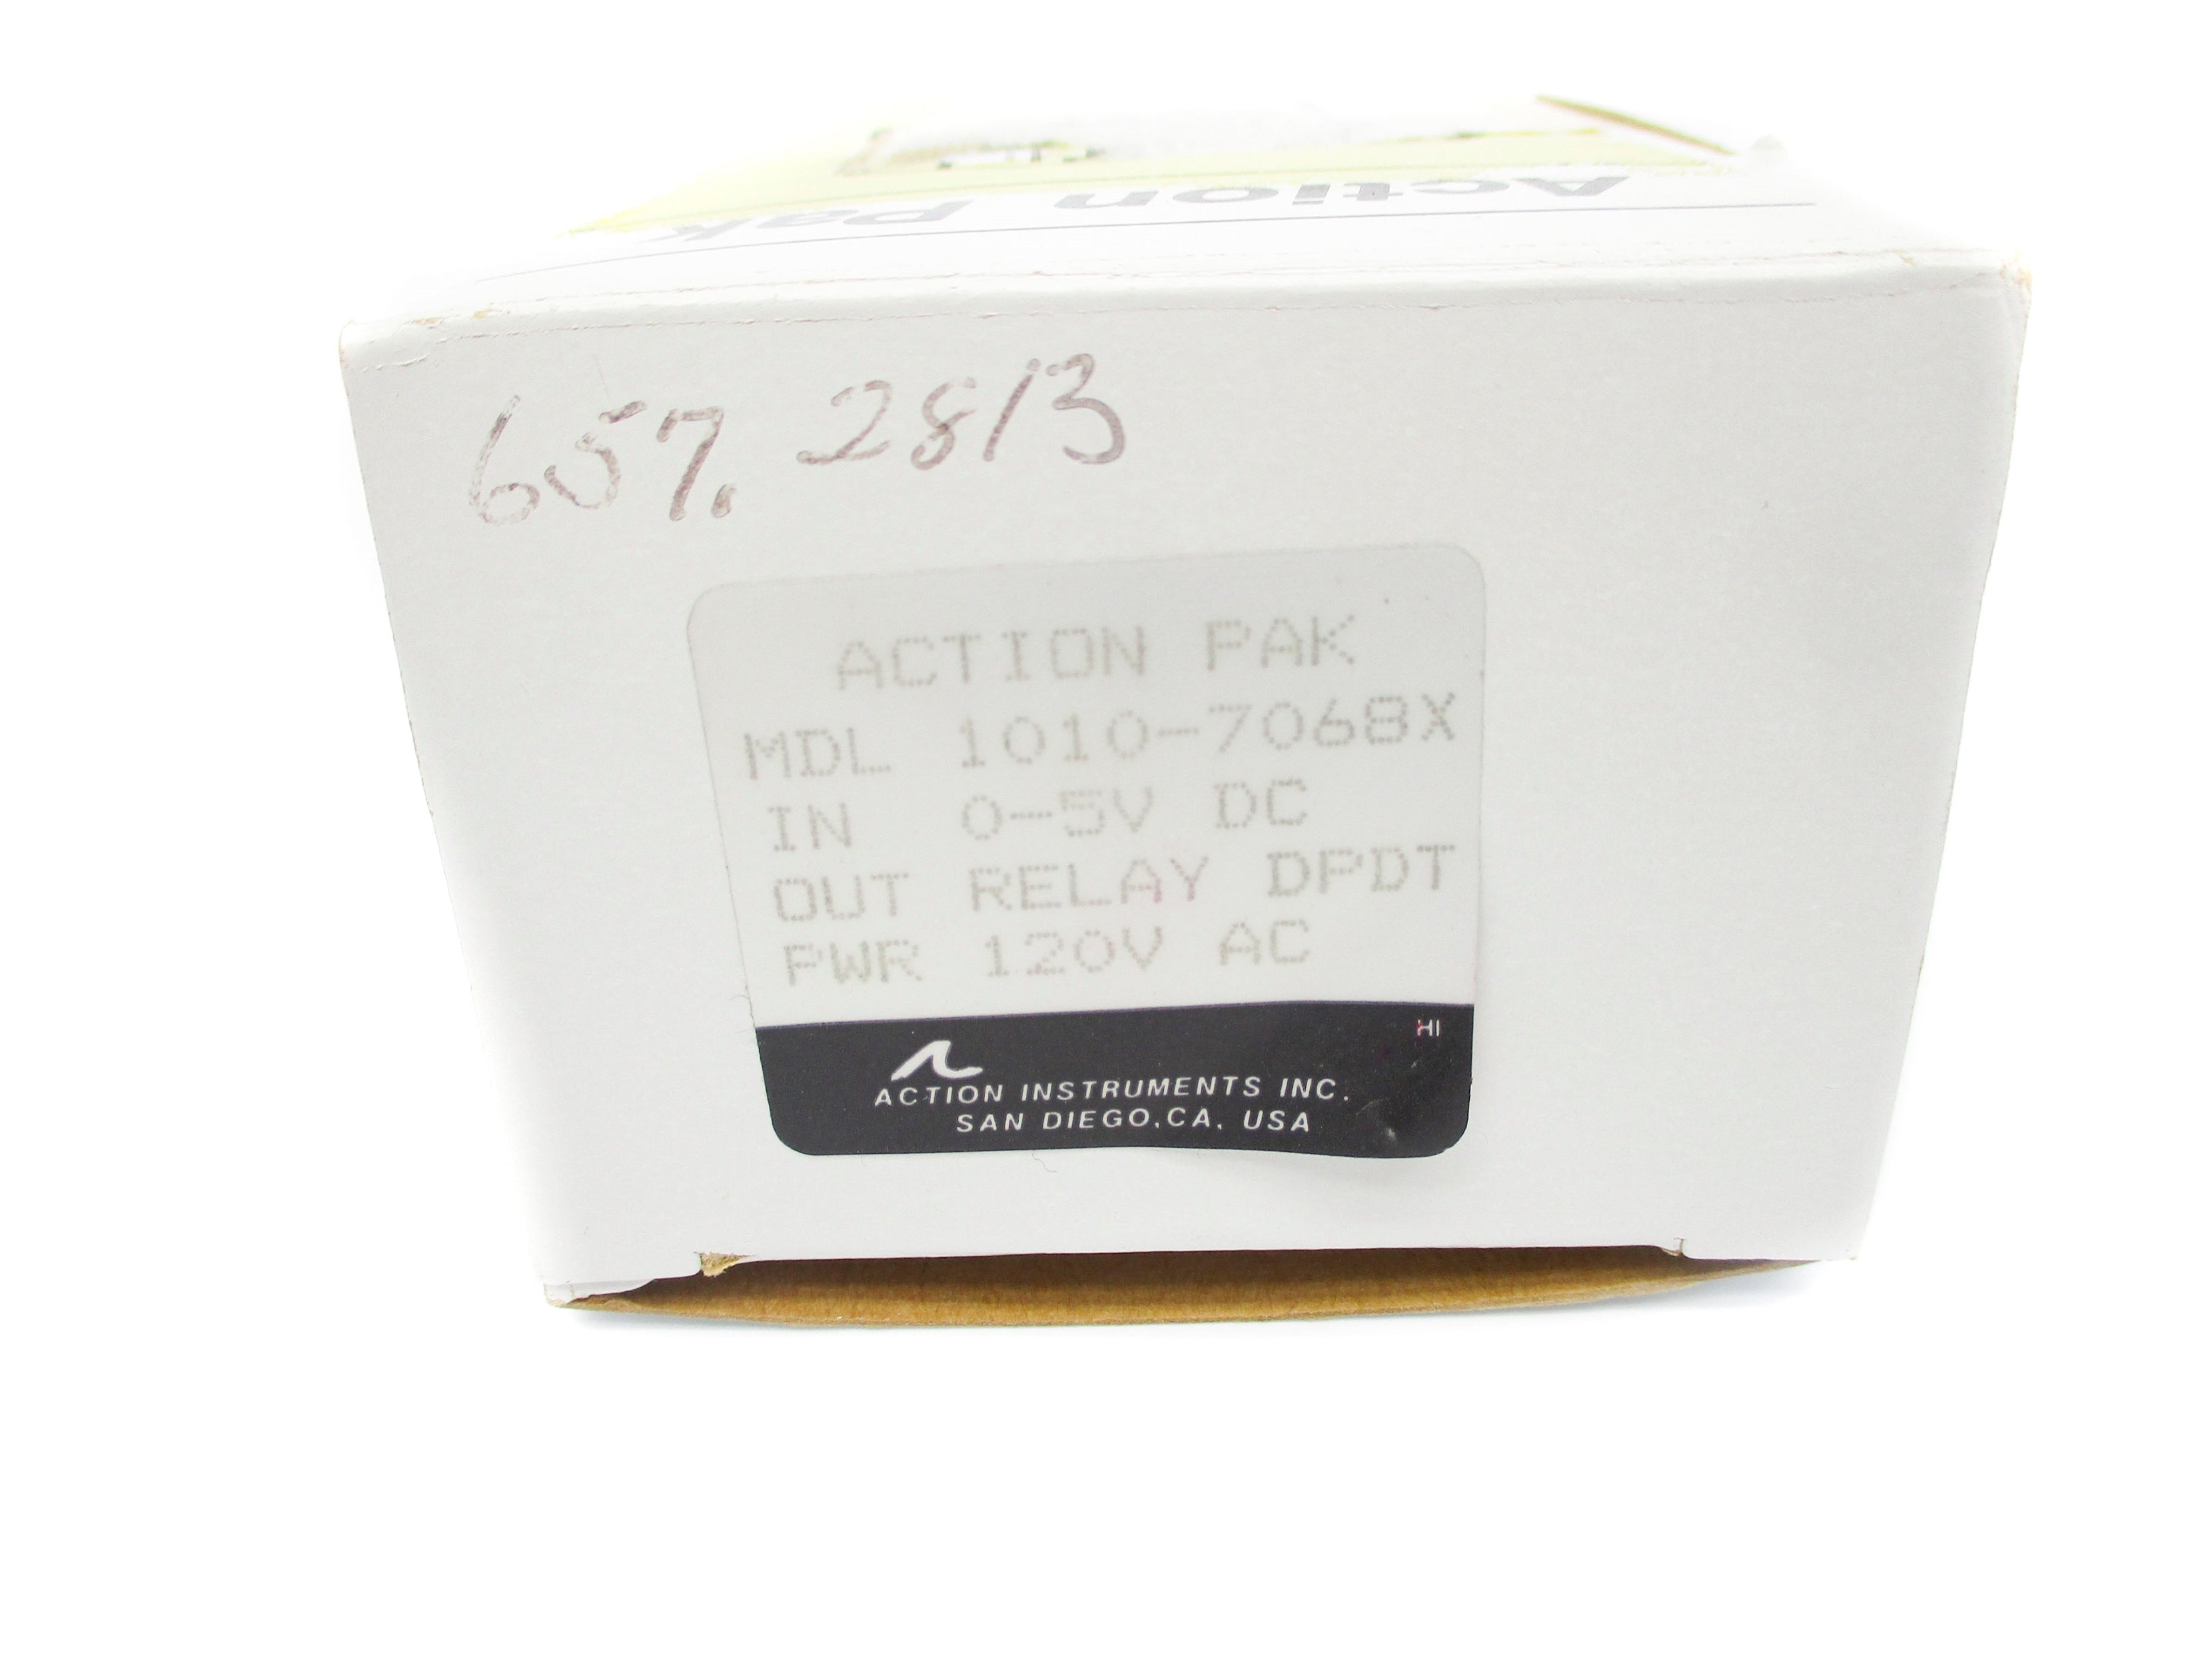 Action Pak
657. 2813
ACTION PAK
MDL 1010-7068X
IN 0-5V DC
OUT RELAY DPDT
PWR 120V AC
HI
ACTION INSTRUMENTS INC.
SAN DIEGO, CA, USA